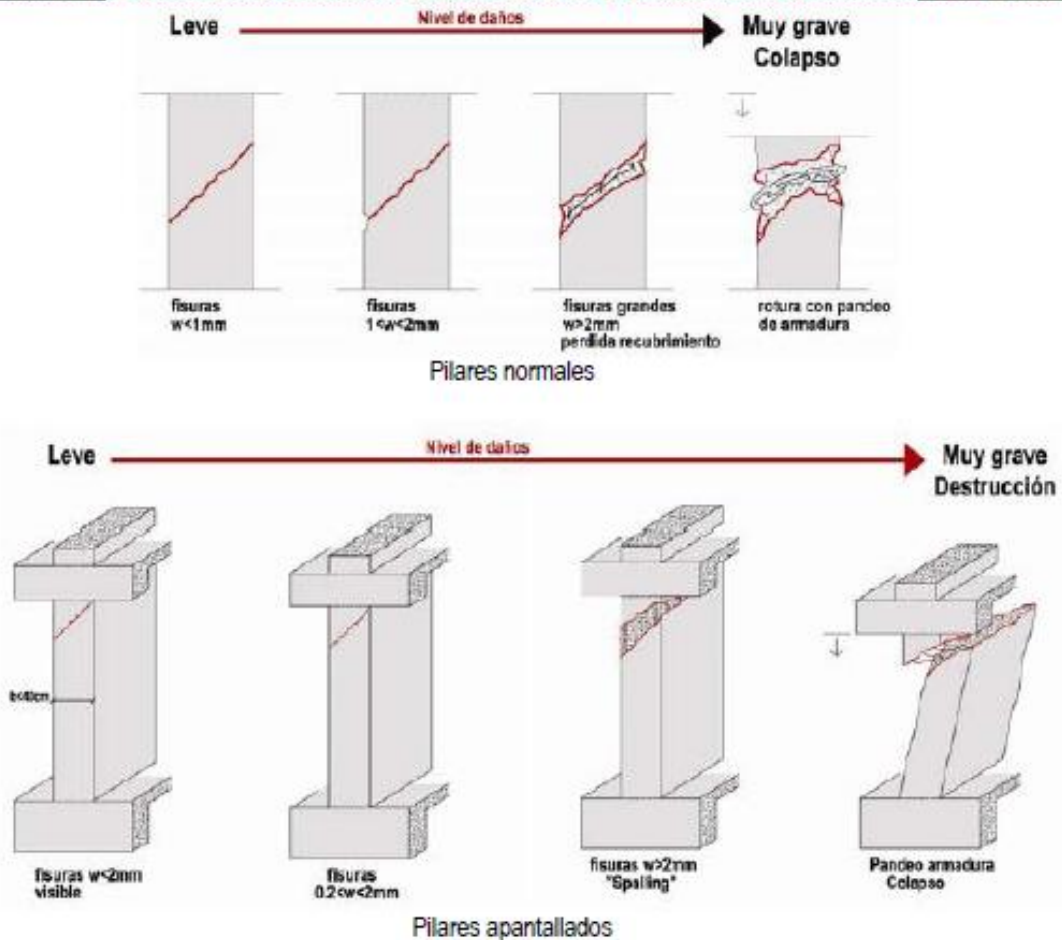 Nivel de daños
Leve
Muy grave
Colapso
fisuras
w<1mm
fisuras
1<w<2mm
fisuras grandes
w>2mm
perdida recubrimiento
rotura con pandeo
de armadura
Pilares normales
Nivel de daños
Leve
Muy grave
Destrucción
b<40cm
fisuras w<2mm
visible
fisuras
0.2<w<2mm
fisuras w>2mm
"Spalling"
Pandeo armadura
Colapso
Pilares apantallados